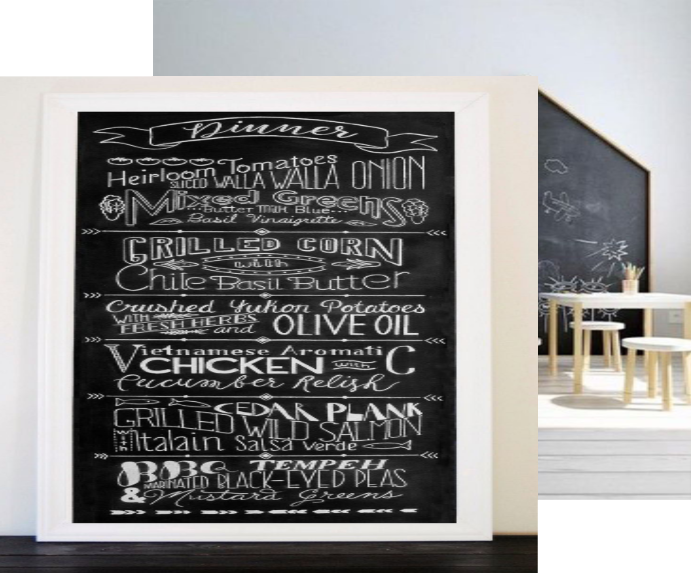 Dinner
Heirloom Tomatoes
SLICED WALLA WALLA ONION
Mixed Greens
Butter Milk Blue
Basil Vinaigrette
GRILLED CORN
with
Chile Basil Butter
Crushed Yukon Potatoes
WITH FRESH HERBS and OLIVE OIL
Vietnamese Aromatic
CHICKEN with
Cucumber Relish
CEDAR PLANK
GRILLED WILD SALMON
with Italain Salsa Verde
BBQ TEMPEH
MARINATED BLACK-EYED PEAS
& Mustard Greens